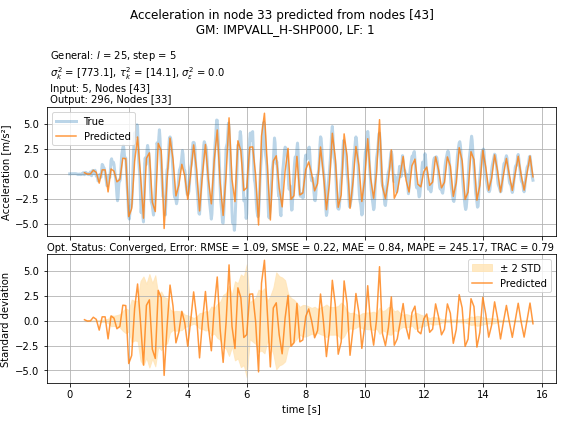 Acceleration in node 33 predicted from nodes [43]
GM: IMPVALL_H-SHP000, LF: 1
General: l = 25, step = 5
σ²ₖ = [773.1], τ²ₖ = [14.1], σ²ε = 0.0
Input: 5, Nodes [43]
Output: 296, Nodes [33]
Acceleration [m/s²]
5.0
2.5
0.0
−2.5
−5.0
True
Predicted
Opt. Status: Converged, Error: RMSE = 1.09, SMSE = 0.22, MAE = 0.84, MAPE = 245.17, TRAC = 0.79
Standard deviation
5.0
2.5
0.0
−2.5
−5.0
± 2 STD
Predicted
0 2 4 6 8 10 12 14 16
time [s]